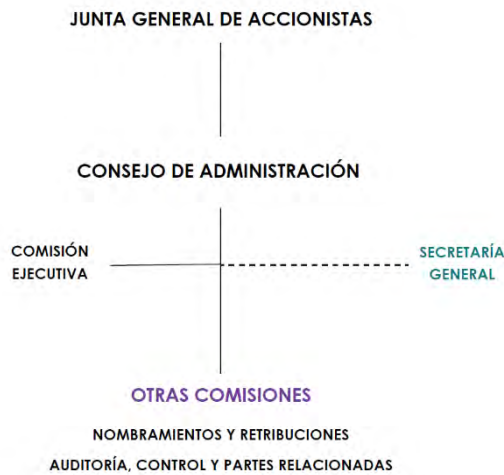 JUNTA GENERAL DE ACCIONISTAS
CONSEJO DE ADMINISTRACIÓN
COMISIÓN
EJECUTIVA
SECRETARÍA
GENERAL
OTRAS COMISIONES
NOMBRAMIENTOS Y RETRIBUCIONES
AUDITORÍA, CONTROL Y PARTES RELACIONADAS